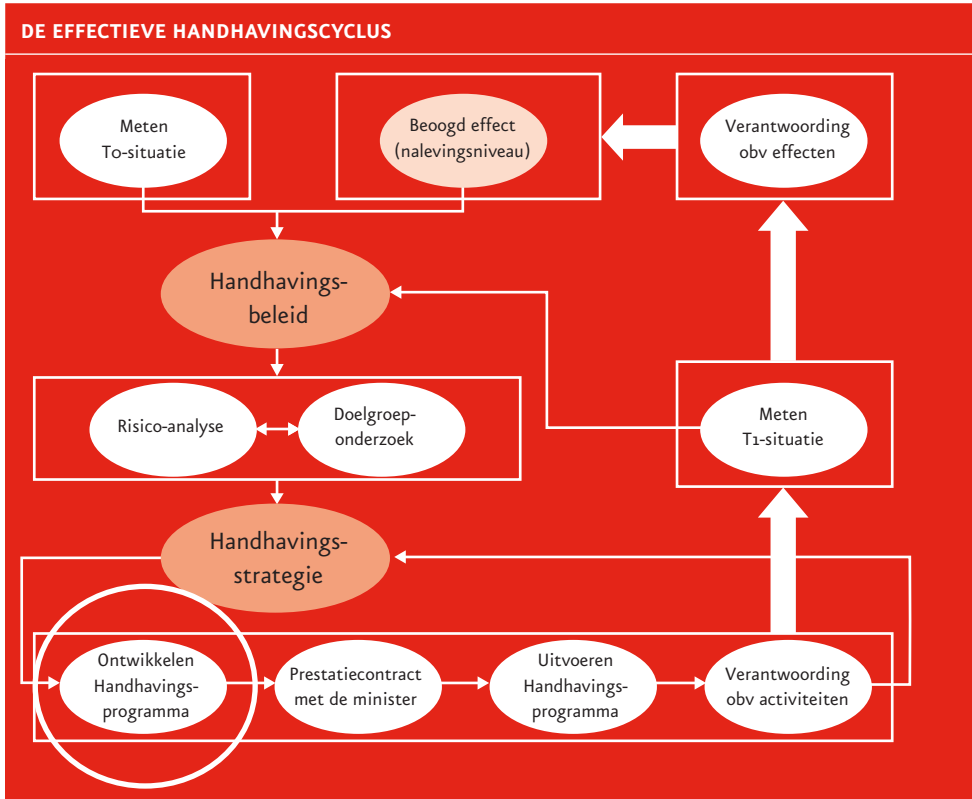 DE EFFECTIEVE HANDHAVINGSCYCLUS
Meten
T0-situatie
Beoogd effect
(nalevingsniveau)
Verantwoording
obv effecten
Handhavings-
beleid
Risico-analyse
Doelgroep-
onderzoek
Meten
T1-situatie
Handhavings-
strategie
Ontwikkelen
Handhavings-
programma
Prestatiecontract
met de minister
Uitvoeren
Handhavings-
programma
Verantwoording
obv activiteiten